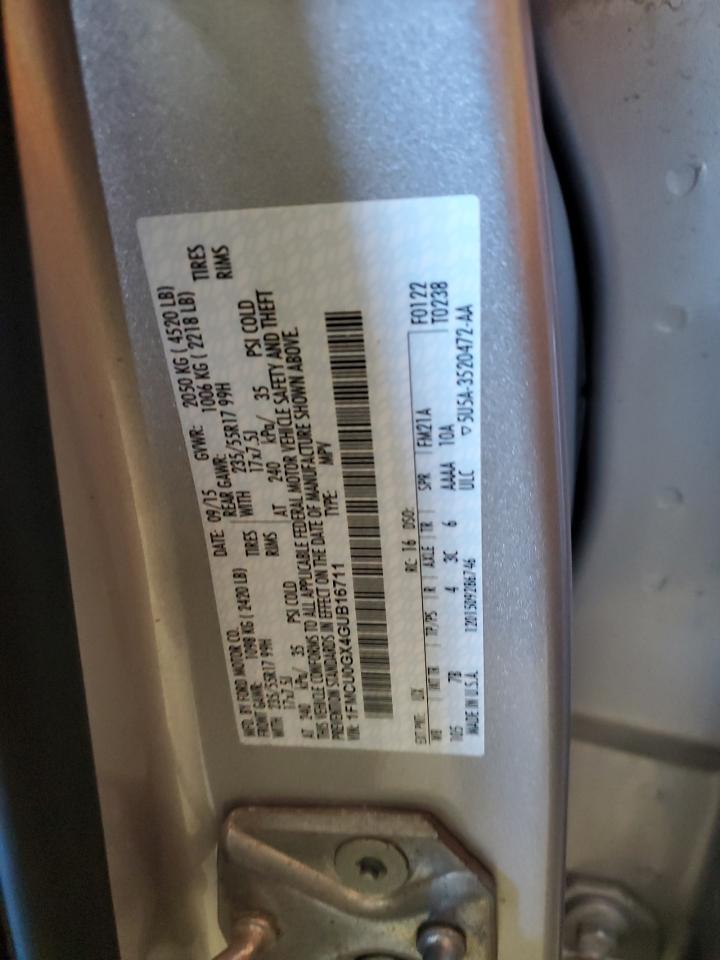 MFD. BY FORD MOTOR CO.
DATE: 09/15 GVWR: 2050 KG ( 4520 LB)
FRONT GAWR: 1098 KG ( 2420 LB) REAR GAWR: 1006 KG ( 2218 LB)
WITH 235/55R17 99H TIRES WITH 235/55R17 99H TIRES
17x7.5J RIMS 17x7.5J RIMS
AT 240 kPa/ 35 PSI COLD AT 240 kPa/ 35 PSI COLD
THIS VEHICLE CONFORMS TO ALL APPLICABLE FEDERAL MOTOR VEHICLE SAFETY AND THEFT
PREVENTION STANDARDS IN EFFECT ON THE DATE OF MANUFACTURE SHOWN ABOVE.
VIN: 1FMCU0GX4GUB16711 TYPE: MPV
EXT PNT: UX RC: 16 DSO: F0122
WB INT TR TP/PS R AXLE TR SPR FM21A T0238
105 7B 4 3C 6 AAAA 10A
MADE IN U.S.A. 12015092886746 ULC ▽5U5A-3520472-AA